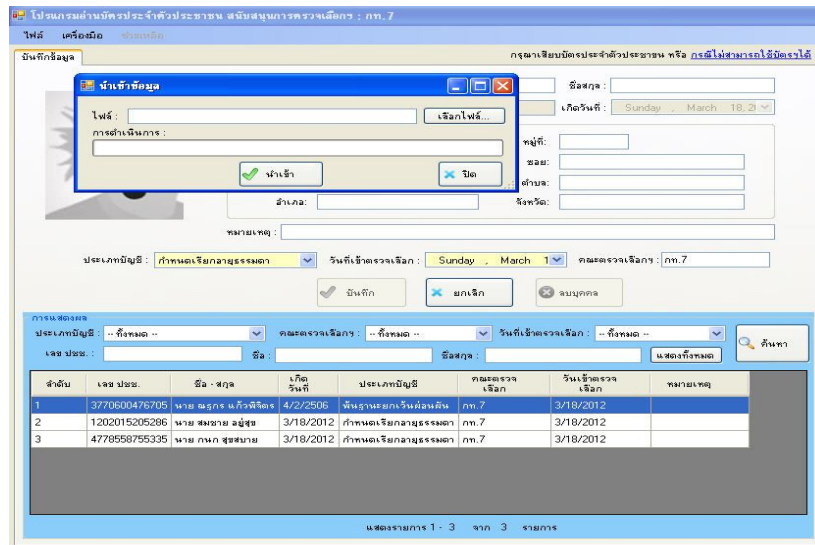 โปรแกรมอ่านบัตรประจำตัวประชาชน สนับสนุนการตรวจเลือกฯ : กท.7
ไฟล์ เครื่องมือ ช่วยเหลือ
บันทึกข้อมูล
กรุณาเสียบบัตรประจำตัวประชาชน หรือ กรณีไม่สามารถใช้บัตรฯได้
นำเข้าข้อมูล
ไฟล์ :
เลือกไฟล์...
การดำเนินการ :
นำเข้า
ปิด
ชื่อสกุล :
เกิดวันที่ : Sunday , March 18, 2
หมู่ที่:
ซอย:
ตำบล:
อำเภอ:
จังหวัด:
หมายเหตุ :
ประเภทบัญชี : กำหนดเรียกอายุธรรมดา
วันที่เข้าตรวจเลือก : Sunday , March 1
คณะตรวจเลือกฯ : กท.7
บันทึก
ยกเลิก
ลบบุคคล
การแสดงผล
ประเภทบัญชี : -- ทั้งหมด --
คณะตรวจเลือกฯ : -- ทั้งหมด --
วันที่เข้าตรวจเลือก : -- ทั้งหมด --
ค้นหา
เลข ปชช. :
ชื่อ :
ชื่อสกุล :
แสดงทั้งหมด
ลำดับ เลข ปชช. ชื่อ - สกุล เกิดวันที่ ประเภทบัญชี คณะตรวจเลือก วันเข้าตรวจเลือก หมายเหตุ
1 3770600476705 นาย ณฐกร แก้วพิจิตร 4/2/2506 พ้นฐานะยกเว้นผ่อนผัน กท.7 3/18/2012
2 1202015205286 นาย สมชาย อยู่สุข 3/18/2012 กำหนดเรียกอายุธรรมดา กท.7 3/18/2012
3 4778558755335 นาย กนก สุขสบาย 3/18/2012 กำหนดเรียกอายุธรรมดา กท.7 3/18/2012
แสดงรายการ 1 - 3 จาก 3 รายการ